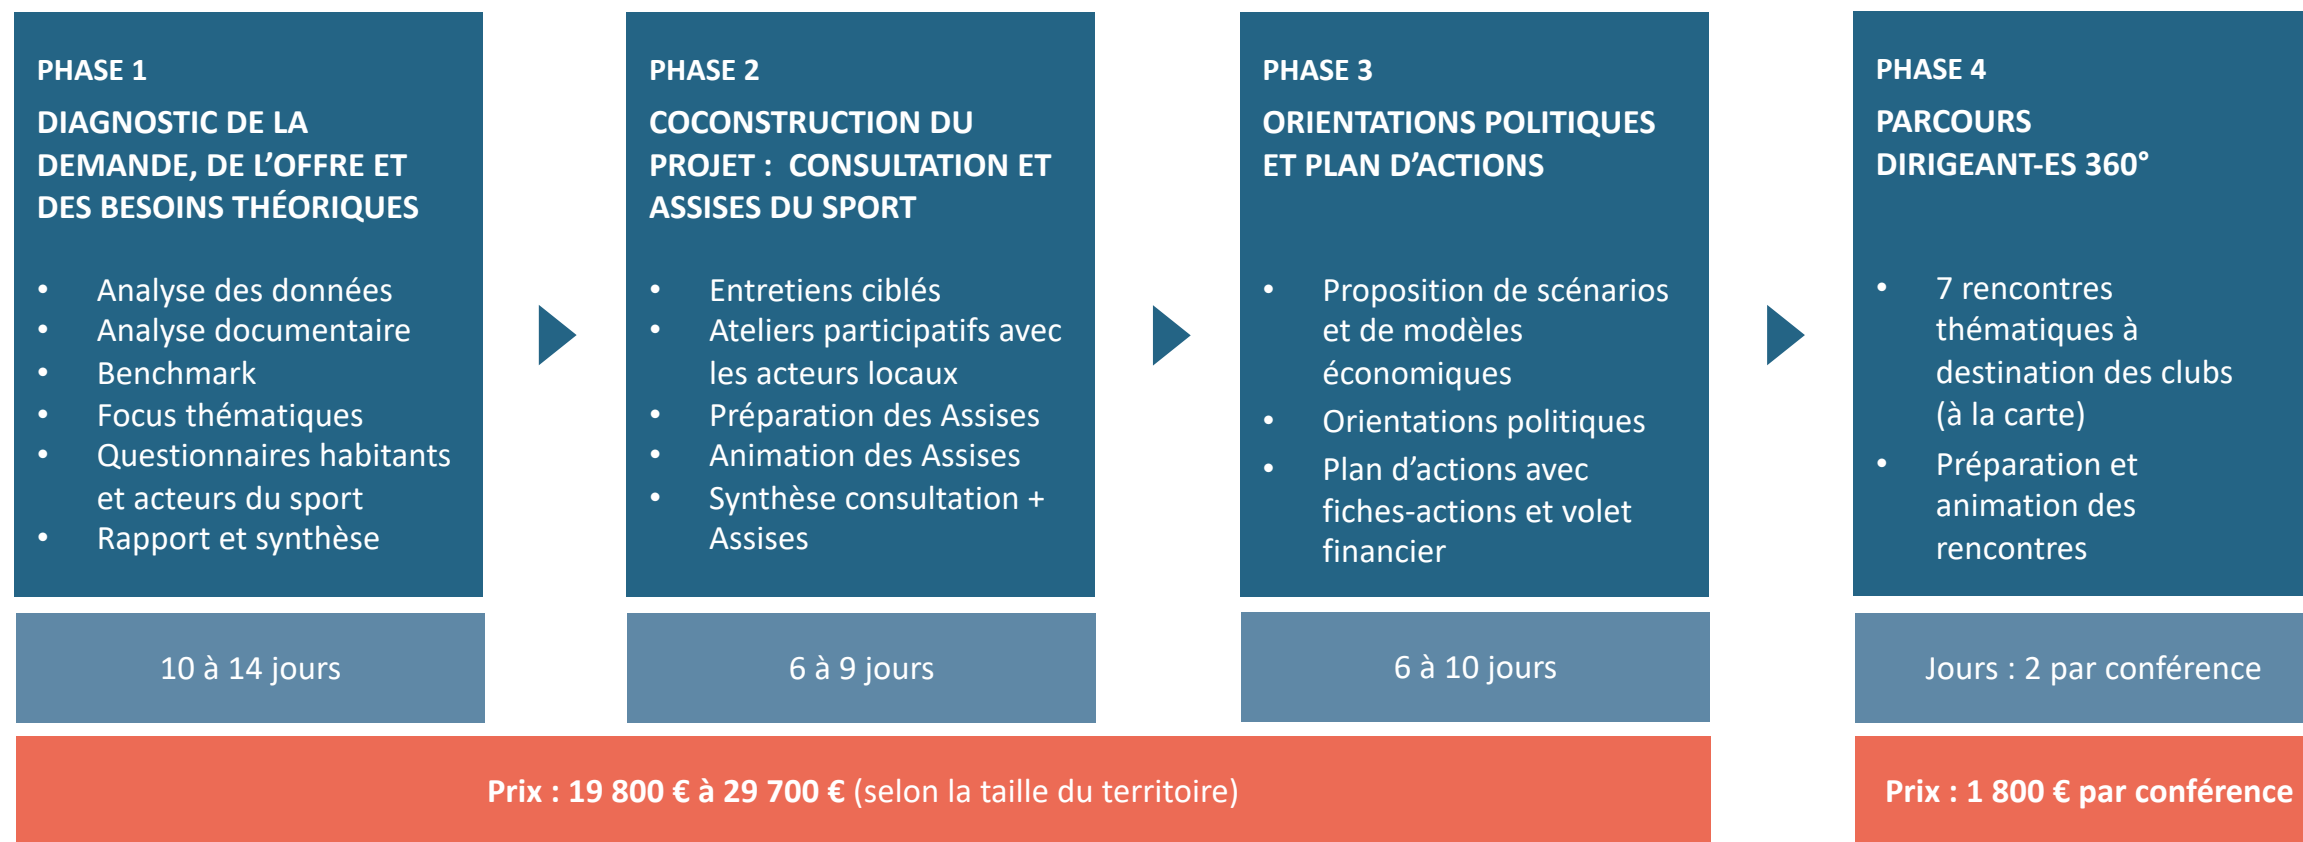 PHASE 1
DIAGNOSTIC DE LA
DEMANDE, DE L’OFFRE ET
DES BESOINS THÉORIQUES
• Analyse des données
• Analyse documentaire
• Benchmark
• Focus thématiques
• Questionnaires habitants
et acteurs du sport
• Rapport et synthèse
10 à 14 jours
PHASE 2
COCONSTRUCTION DU
PROJET : CONSULTATION ET
ASSISES DU SPORT
• Entretiens ciblés
• Ateliers participatifs avec
les acteurs locaux
• Préparation des Assises
• Animation des Assises
• Synthèse consultation +
Assises
6 à 9 jours
PHASE 3
ORIENTATIONS POLITIQUES
ET PLAN D’ACTIONS
• Proposition de scénarios
et de modèles
économiques
• Orientations politiques
• Plan d’actions avec
fiches-actions et volet
financier
6 à 10 jours
Prix : 19 800 € à 29 700 € (selon la taille du territoire)
PHASE 4
PARCOURS
DIRIGEANT-ES 360°
• 7 rencontres
thématiques à
destination des clubs
(à la carte)
• Préparation et
animation des
rencontres
Jours : 2 par conférence
Prix : 1 800 € par conférence